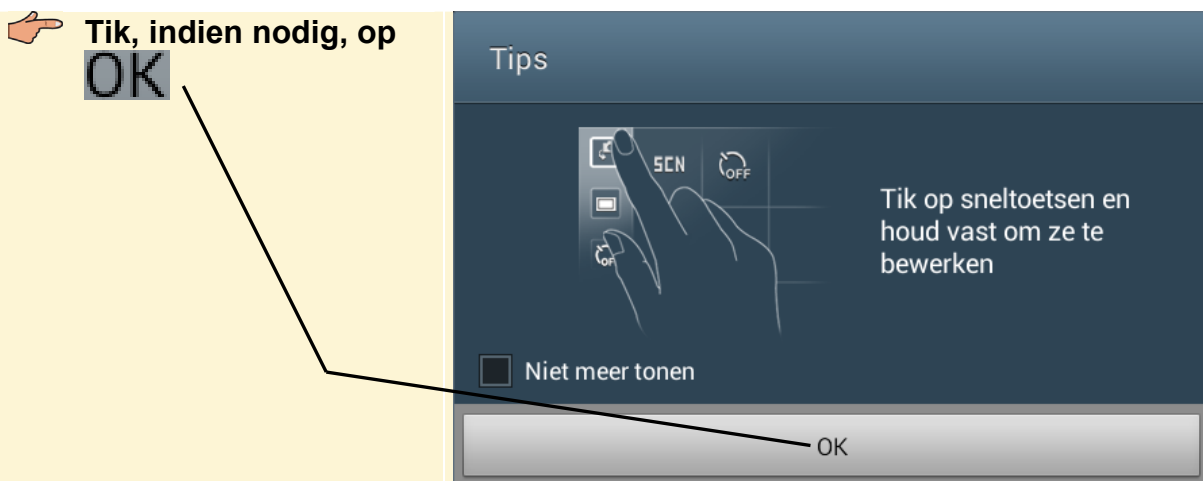 Tik, indien nodig, op
OK
Tips
SCN
OFF
Tik op sneltoetsen en
houd vast om ze te
bewerken
OF
Niet meer tonen
OK